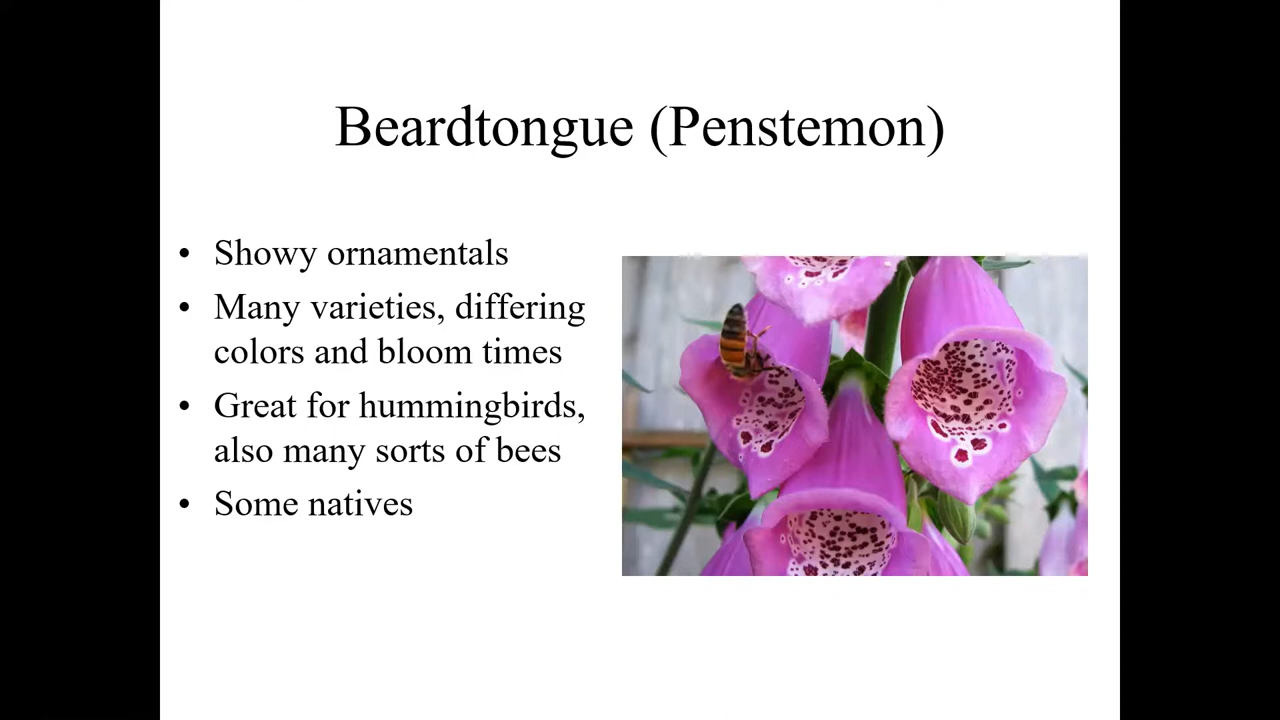 Beardtongue (Penstemon)
• Showy ornamentals
• Many varieties, differing
colors and bloom times
• Great for hummingbirds,
also many sorts of bees
• Some natives